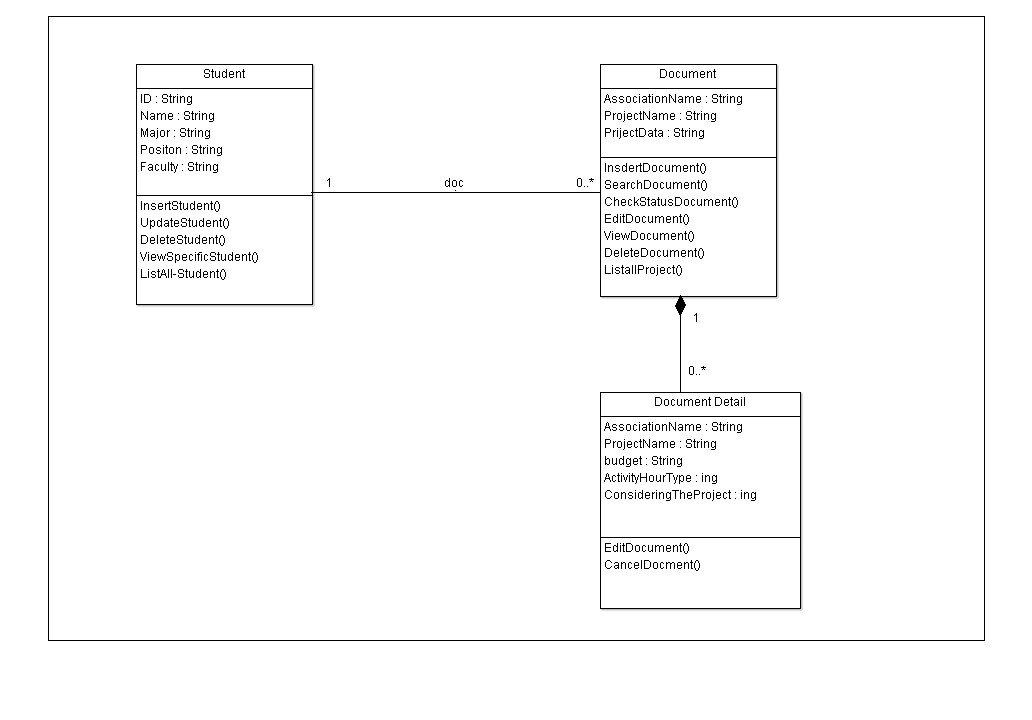 Student
ID : String
Name : String
Major : String
Positon : String
Faculty : String
InsertStudent()
UpdateStudent()
DeleteStudent()
ViewSpecificStudent()
ListAll-Student()
1
doc
0..*
Document
AssociationName : String
ProjectName : String
PrijectData : String
InsdertDocument()
SearchDocument()
CheckStatusDocument()
EditDocument()
ViewDocument()
DeleteDocument()
ListallProject()
1
0..*
Document Detail
AssociationName : String
ProjectName : String
budget : String
ActivityHourType : ing
ConsideringTheProject : ing
EditDocument()
CancelDocment()